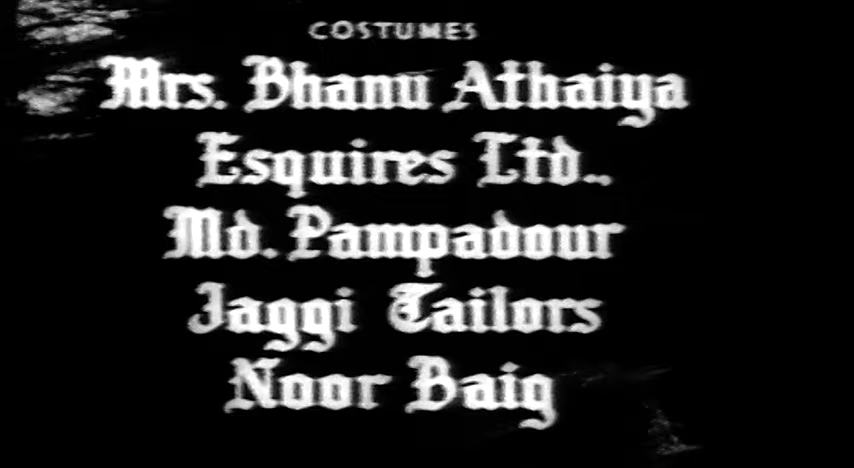 COSTUMES
Mrs. Bhanu Athaiya
Esquires Ltd..
Md. Pampadour
Jaggi Tailors
Noor Baig